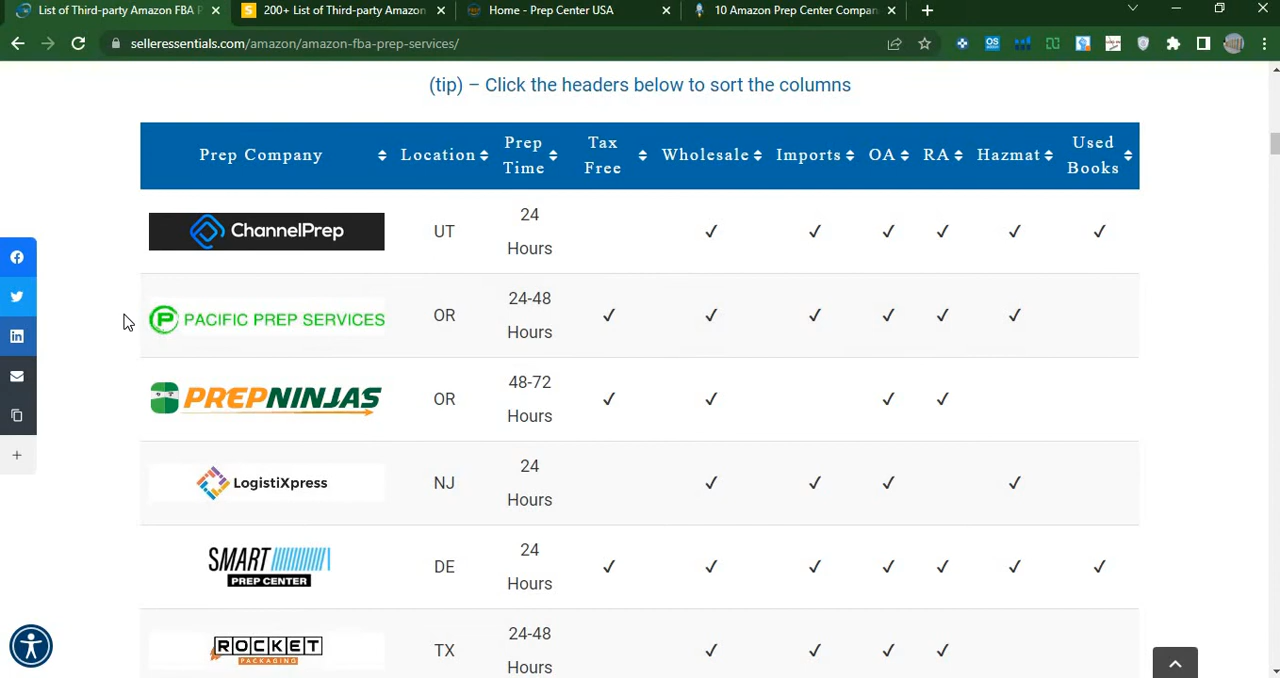 List of Third-party Amazon FBA P
200+ List of Third-party Amazon
Home - Prep Center USA
10 Amazon Prep Center Compan
selleressentials.com/amazon/amazon-fba-prep-services/
(tip) – Click the headers below to sort the columns
Prep Company Location Prep Time Tax Free Wholesale Imports OA RA Hazmat Used Books
ChannelPrep UT 24 Hours ✓ ✓ ✓ ✓ ✓ ✓
PACIFIC PREP SERVICES OR 24-48 Hours ✓ ✓ ✓ ✓ ✓ ✓
PREPNINJAS OR 48-72 Hours ✓ ✓ ✓ ✓
LogistiXpress NJ 24 Hours ✓ ✓ ✓ ✓
SMART PREP CENTER DE 24 Hours ✓ ✓ ✓ ✓ ✓ ✓ ✓
ROCKET PACKAGING TX 24-48 Hours ✓ ✓ ✓ ✓